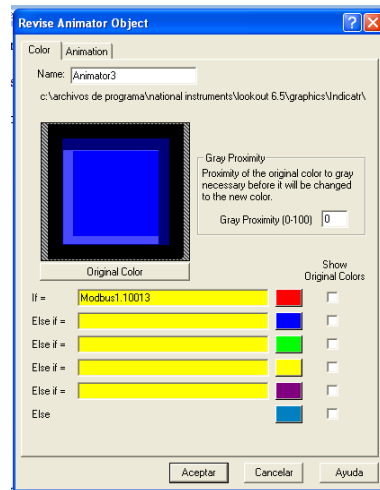 Revise Animator Object
Color Animation
Name: Animator3
c:\archivos de programa\national instruments\lookout 6.5\graphics\Indicatr\
Gray Proximity
Proximity of the original color to gray
necessary before it will be changed
to the new color.
Gray Proximity (0-100) 0
Original Color
Show
Original Colors
If = Modbus1.10013
Else if =
Else if =
Else if =
Else if =
Else
Aceptar Cancelar Ayuda